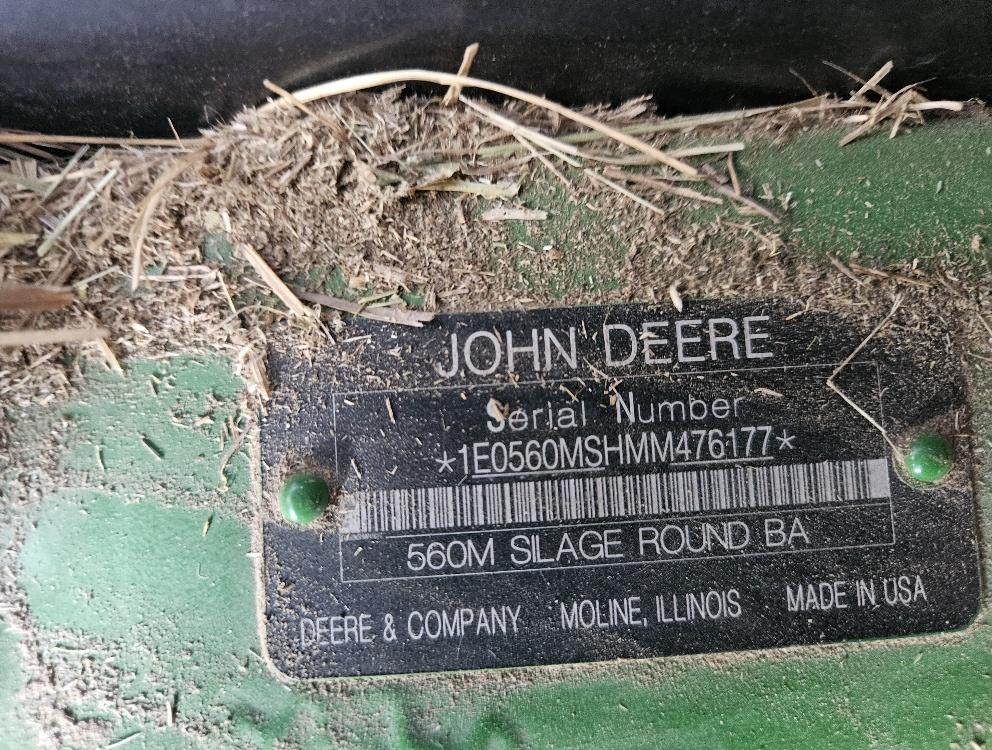 JOHN DEERE
Serial Number
*1E0560MSHMM476177*
560M SILAGE ROUND BA
DEERE & COMPANY MOLINE, ILLINOIS MADE IN USA